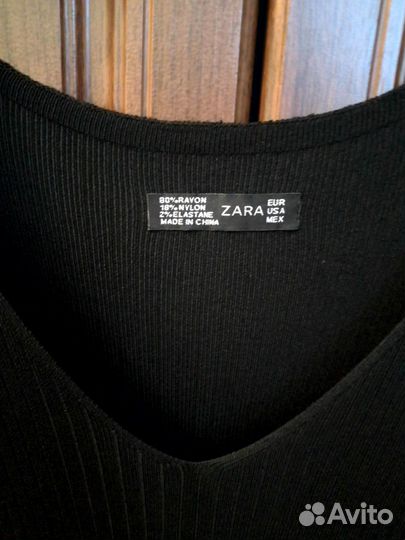 80%RAYON
18%NYLON
2%ELASTANE
MADE IN CHINA
ZARA
EUR
USA
MEX
Avito